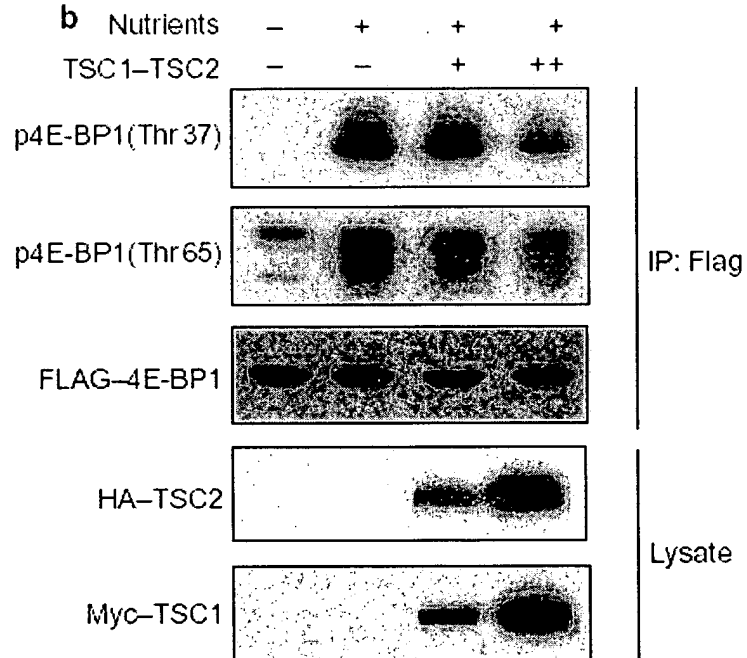 b Nutrients – + + +
TSC1–TSC2 – – + ++
p4E-BP1(Thr 37)
p4E-BP1(Thr 65)
IP: Flag
FLAG–4E-BP1
HA–TSC2
Lysate
Myc–TSC1